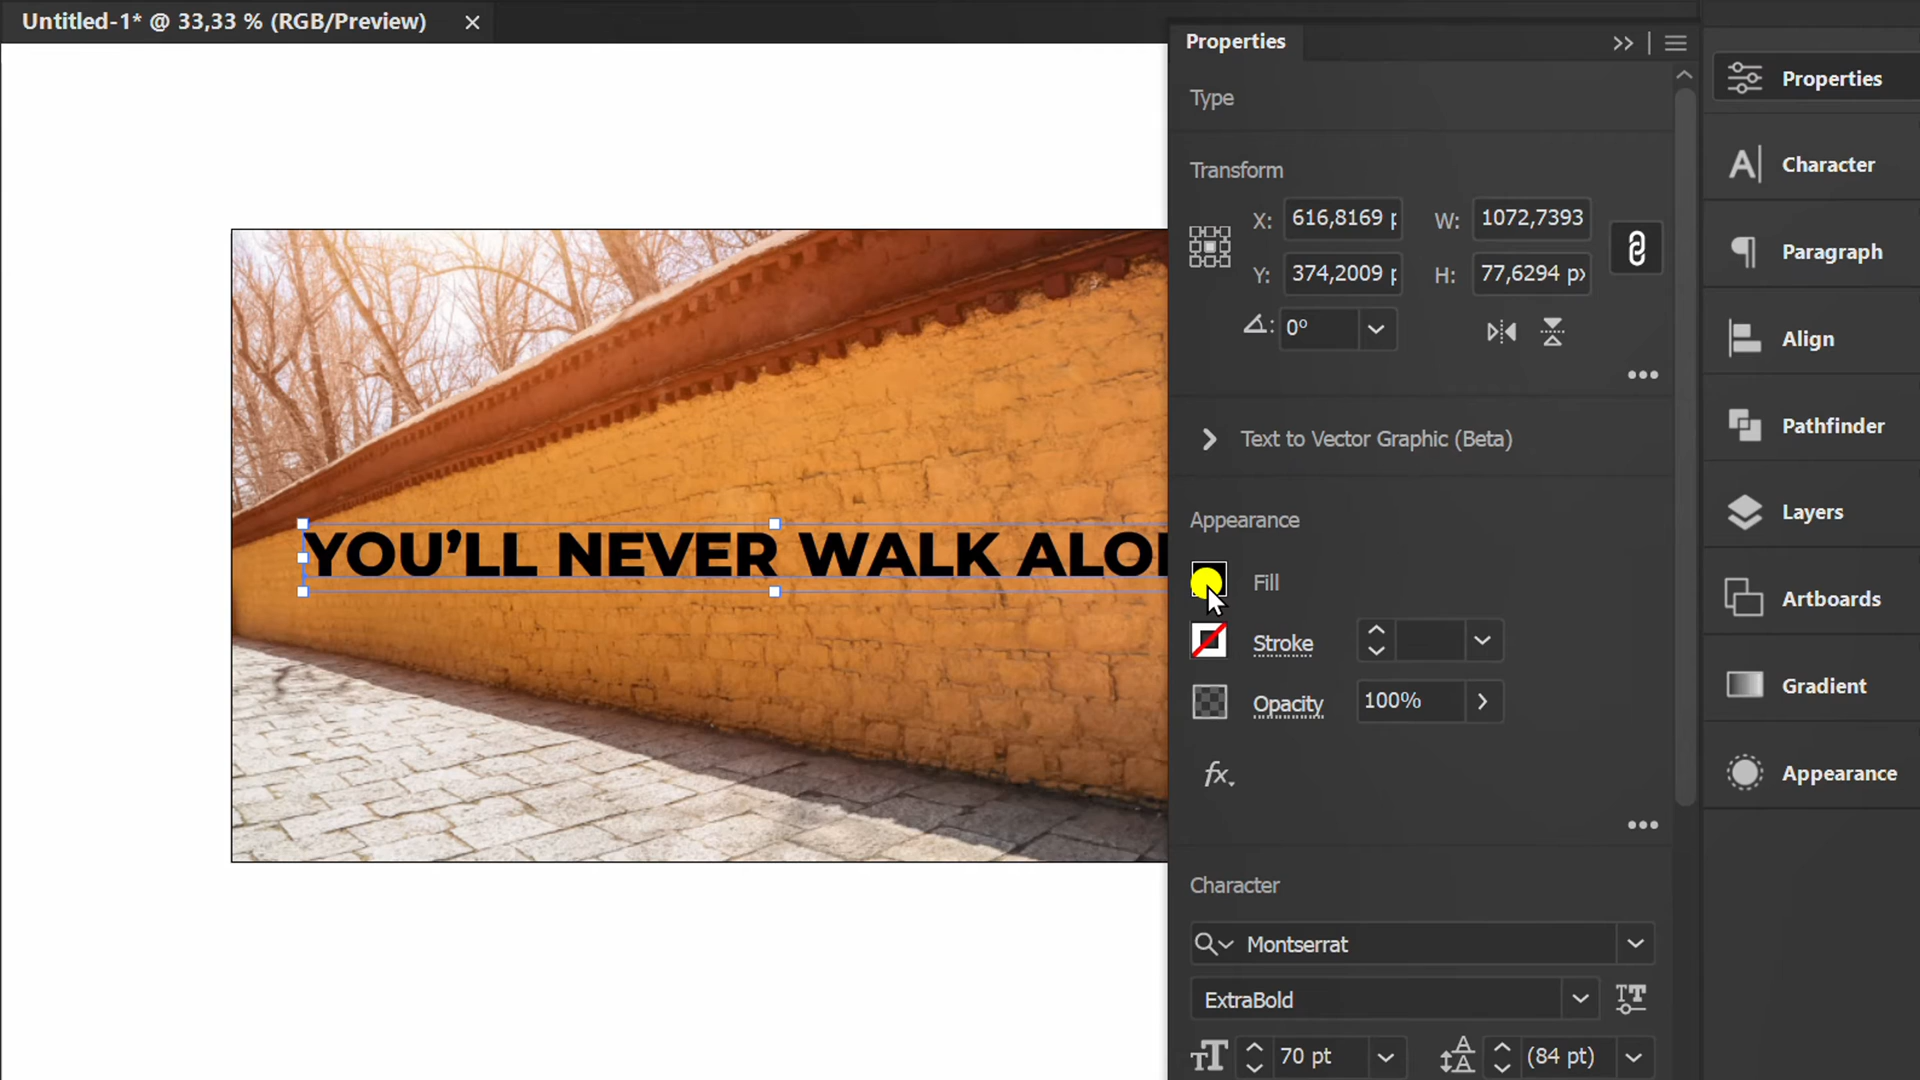 Untitled-1* @ 33,33 % (RGB/Preview)
Properties
Type
Transform
X: 616,8169 p W: 1072,7393
Y: 374,2009 p H: 77,6294 px
0°
Text to Vector Graphic (Beta)
Appearance
Fill
Stroke
Opacity 100%
fx
Character
Montserrat
ExtraBold
70 pt (84 pt)
YOU’LL NEVER WALK ALON
Properties
Character
Paragraph
Align
Pathfinder
Layers
Artboards
Gradient
Appearance